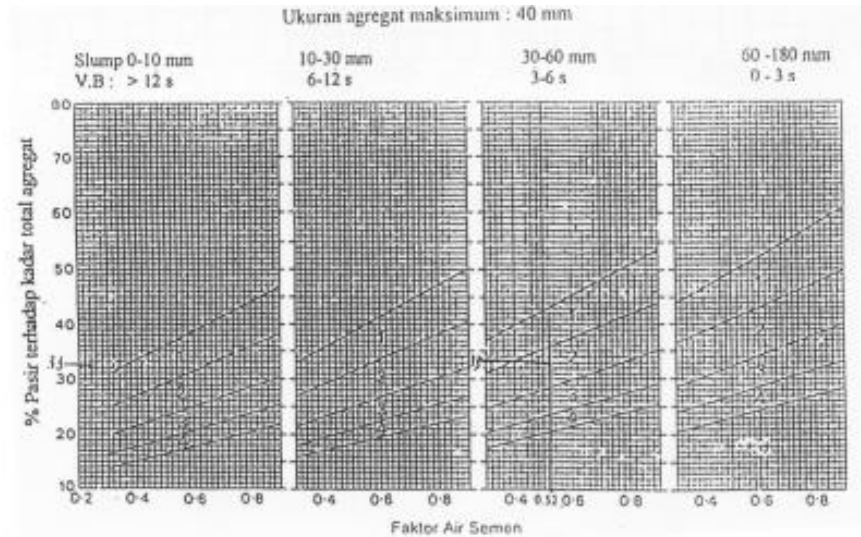 Ukuran agregat maksimum : 40 mm
Slump 0-10 mm 10-30 mm 30-60 mm 60 -180 mm
V.B : > 12 s 6-12 s 3-6 s 0 - 3 s
% Pasir terhadap kadar total agregat
80
70
60
50
40
30
20
10
0·2 0·4 0·6 0·8 0·4 0·6 0·8 0·4 0.52 0·6 0·8 0·4 0·6 0·8
Faktor Air Semen